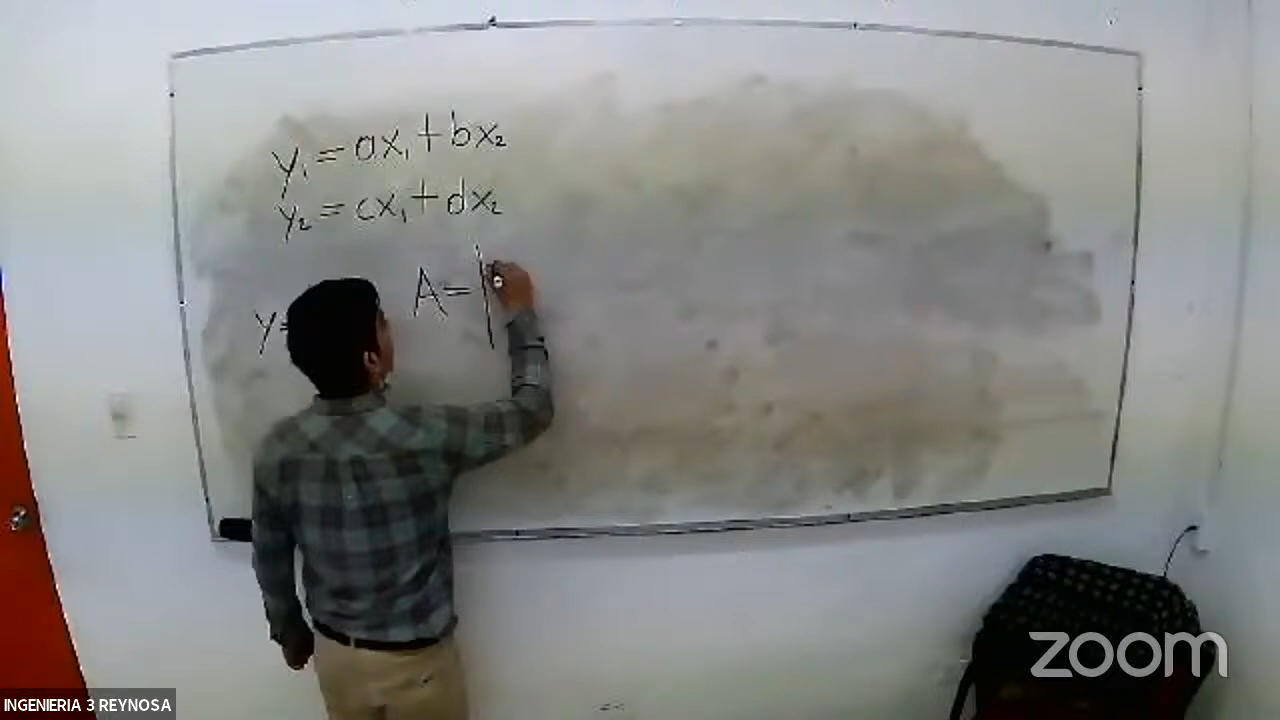 y₁ = ax₁ + bx₂
y₂ = cx₁ + dx₂
A =
y=
zoom
INGENIERIA 3 REYNOSA